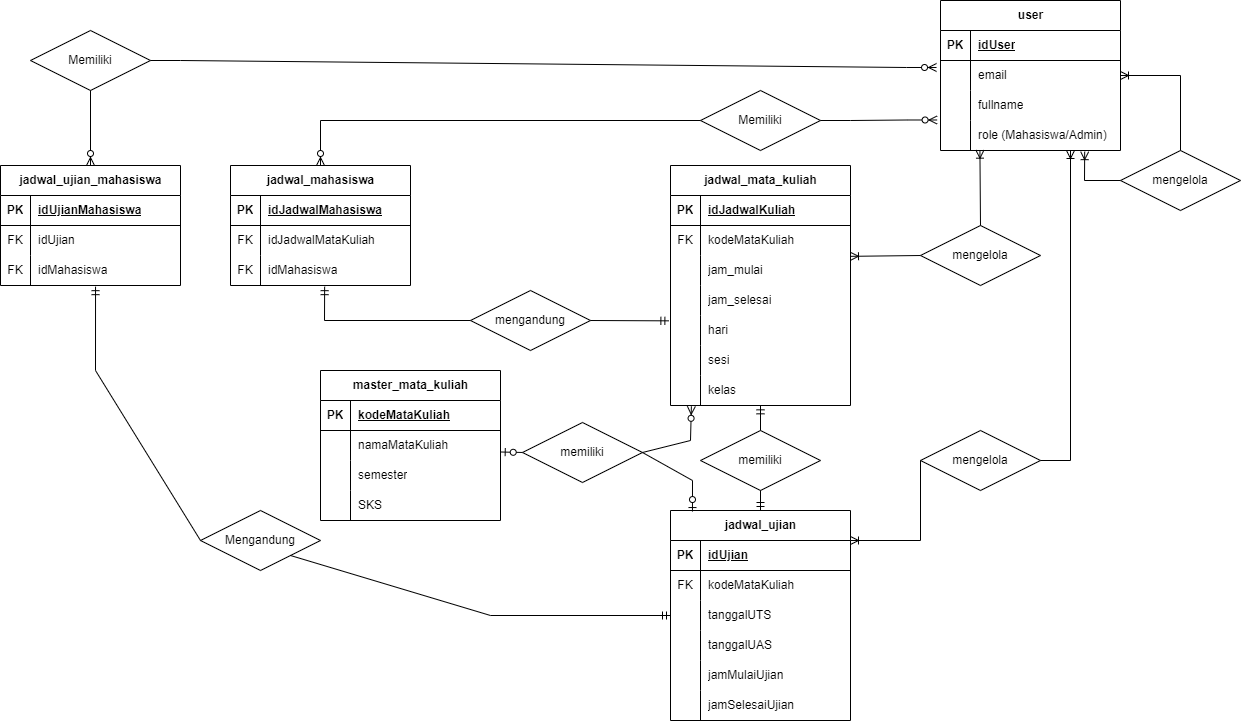 user
PK idUser
email
fullname
role (Mahasiswa/Admin)
Memiliki
Memiliki
mengelola
jadwal_ujian_mahasiswa
PK idUjianMahasiswa
FK idUjian
FK idMahasiswa
jadwal_mahasiswa
PK idJadwalMahasiswa
FK idJadwalMataKuliah
FK idMahasiswa
jadwal_mata_kuliah
PK idJadwalKuliah
FK kodeMataKuliah
jam_mulai
jam_selesai
hari
sesi
kelas
mengelola
mengandung
master_mata_kuliah
PK kodeMataKuliah
namaMataKuliah
semester
SKS
memiliki
memiliki
mengelola
Mengandung
jadwal_ujian
PK idUjian
FK kodeMataKuliah
tanggalUTS
tanggalUAS
jamMulaiUjian
jamSelesaiUjian